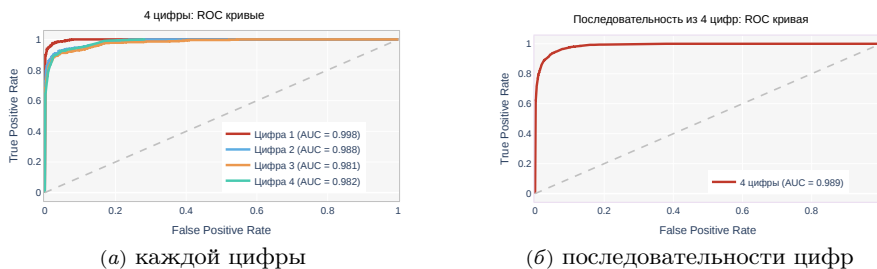 4 цифры: ROC кривые
True Positive Rate
1
0.8
0.6
0.4
0.2
0
Цифра 1 (AUC = 0.998)
Цифра 2 (AUC = 0.988)
Цифра 3 (AUC = 0.981)
Цифра 4 (AUC = 0.982)
0 0.2 0.4 0.6 0.8 1
False Positive Rate
(а) каждой цифры
Последовательность из 4 цифр: ROC кривая
True Positive Rate
1
0.8
0.6
0.4
0.2
0
4 цифры (AUC = 0.989)
0 0.2 0.4 0.6 0.8
False Positive Rate
(б) последовательности цифр